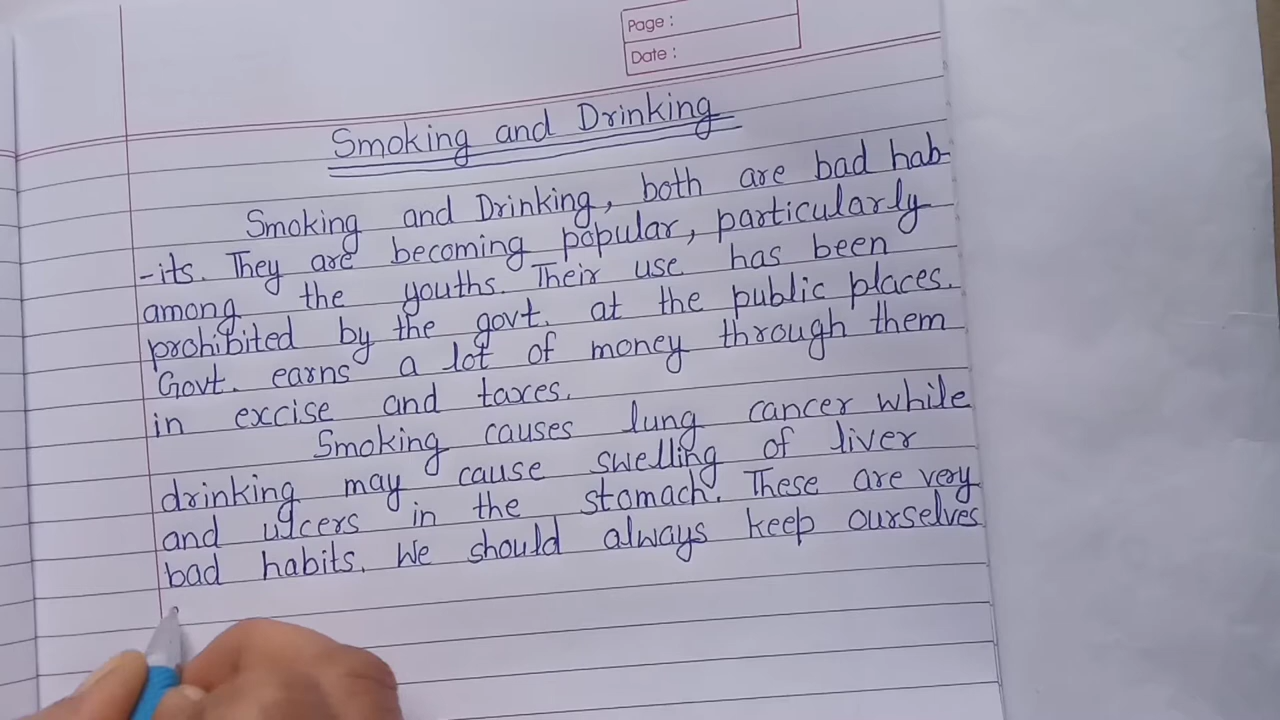 Page :
Date :
Smoking and Drinking
Smoking and Drinking, both are bad hab-
-its. They are becoming popular, particularly
among the youths. Their use has been
prohibited by the govt. at the public places.
Govt. earns a lot of money through them
in excise and taxes.
Smoking causes lung cancer while
drinking may cause swelling of liver
and ulcers in the stomach. These are very
bad habits. We should always keep ourselves